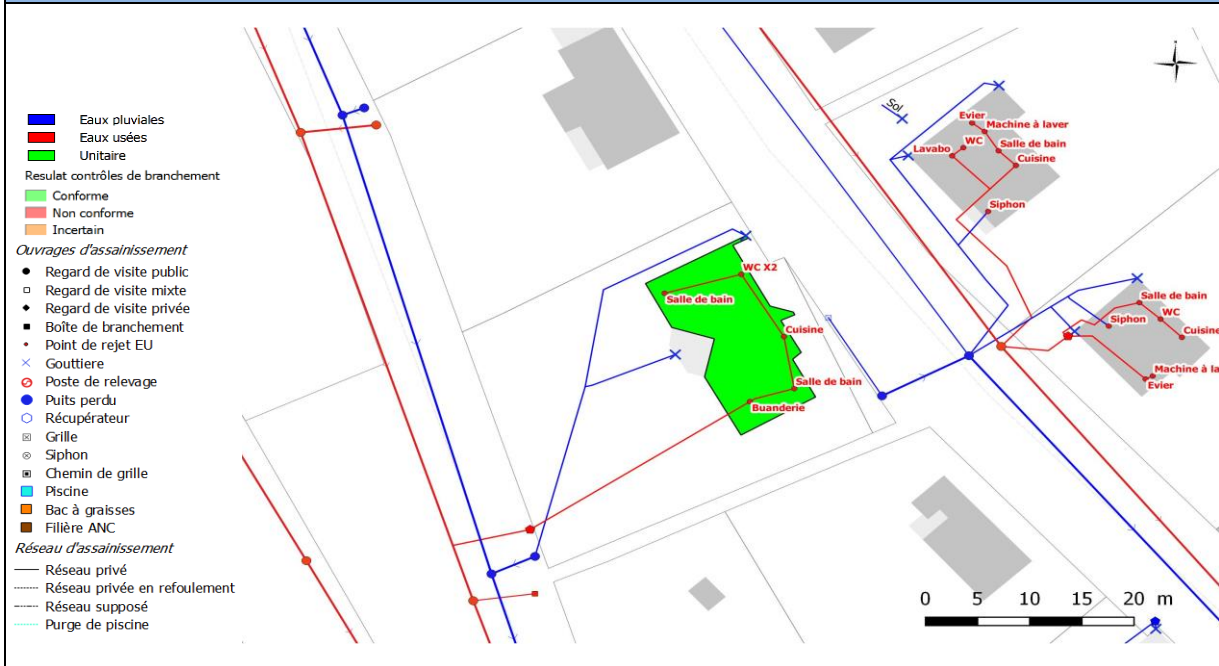 Eaux pluviales
Eaux usées
Unitaire
Resulat contrôles de branchement
Conforme
Non conforme
Incertain
Ouvrages d'assainissement
Regard de visite public
Regard de visite mixte
Regard de visite privée
Boîte de branchement
Point de rejet EU
Gouttiere
Poste de relevage
Puits perdu
Récupérateur
Grille
Siphon
Chemin de grille
Piscine
Bac à graisses
Filière ANC
Réseau d'assainissement
Réseau privé
Réseau privée en refoulement
Réseau supposé
Purge de piscine
Sol
Evier
Machine à laver
Lavabo
WC
Salle de bain
Cuisine
Siphon
WC X2
Salle de bain
Cuisine
Salle de bain
Buanderie
Salle de bain
Siphon
WC
Cuisine
Machine à la
Evier
0 5 10 15 20 m